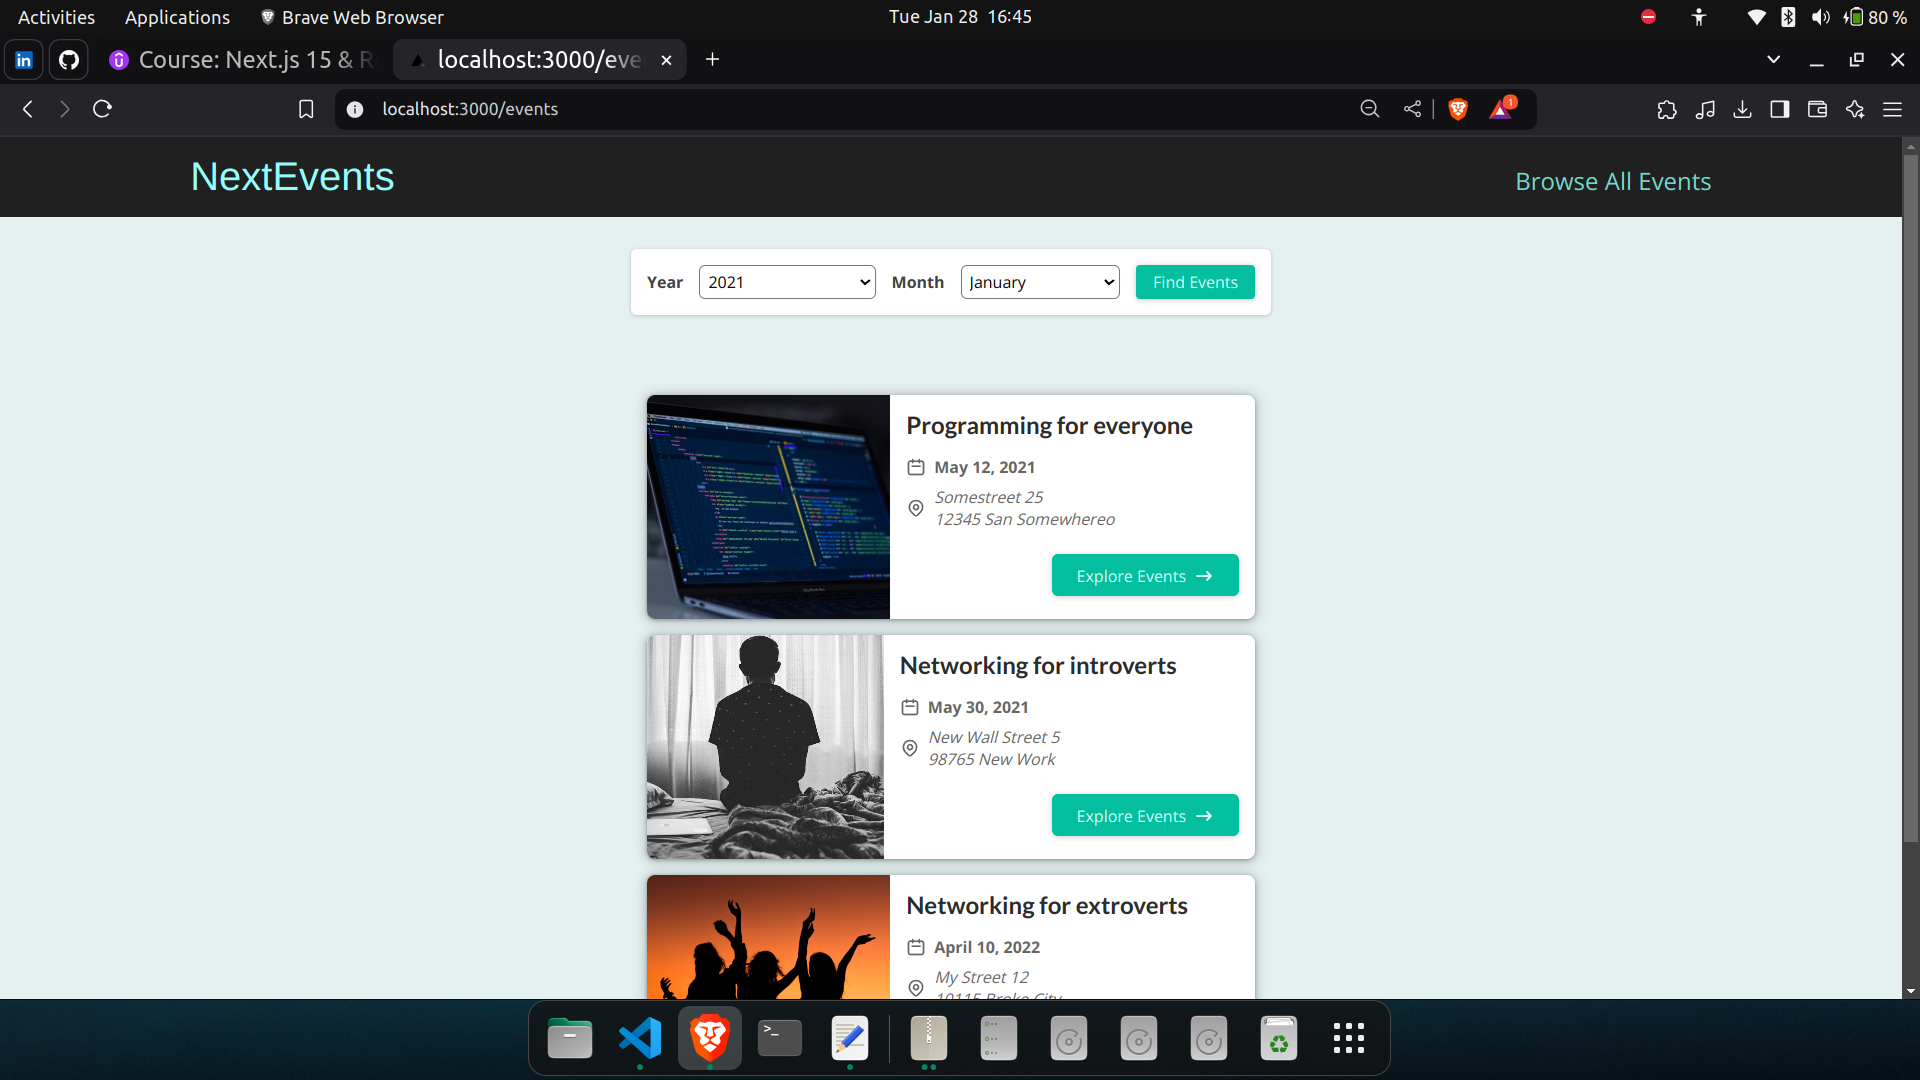 Activities
Applications
Brave Web Browser
Tue Jan 28 16:45
80 %
Course: Next.js 15 & R
localhost:3000/eve
localhost:3000/events
1
NextEvents
Browse All Events
Year
2021
Month
January
Find Events
Programming for everyone
May 12, 2021
Somestreet 25
12345 San Somewhereo
Explore Events
Networking for introverts
May 30, 2021
New Wall Street 5
98765 New Work
Explore Events
Networking for extroverts
April 10, 2022
My Street 12
10115 Broke City